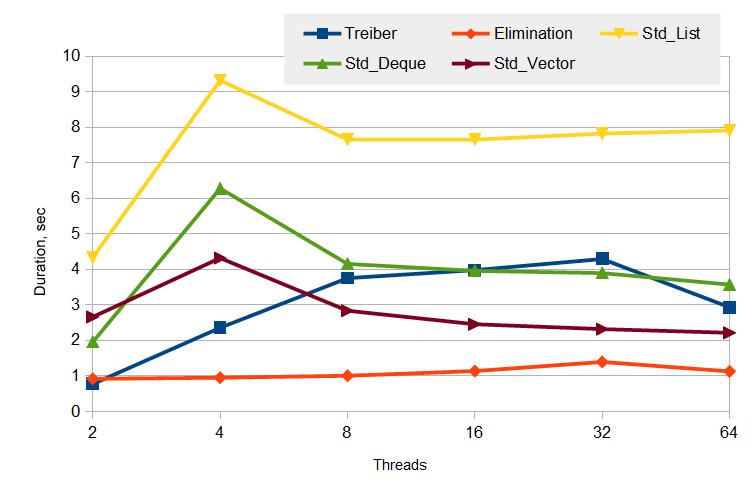 Treiber Elimination Std_List
Std_Deque Std_Vector
10
9
8
7
6
5
4
3
2
1
0
Duration, sec
2 4 8 16 32 64
Threads